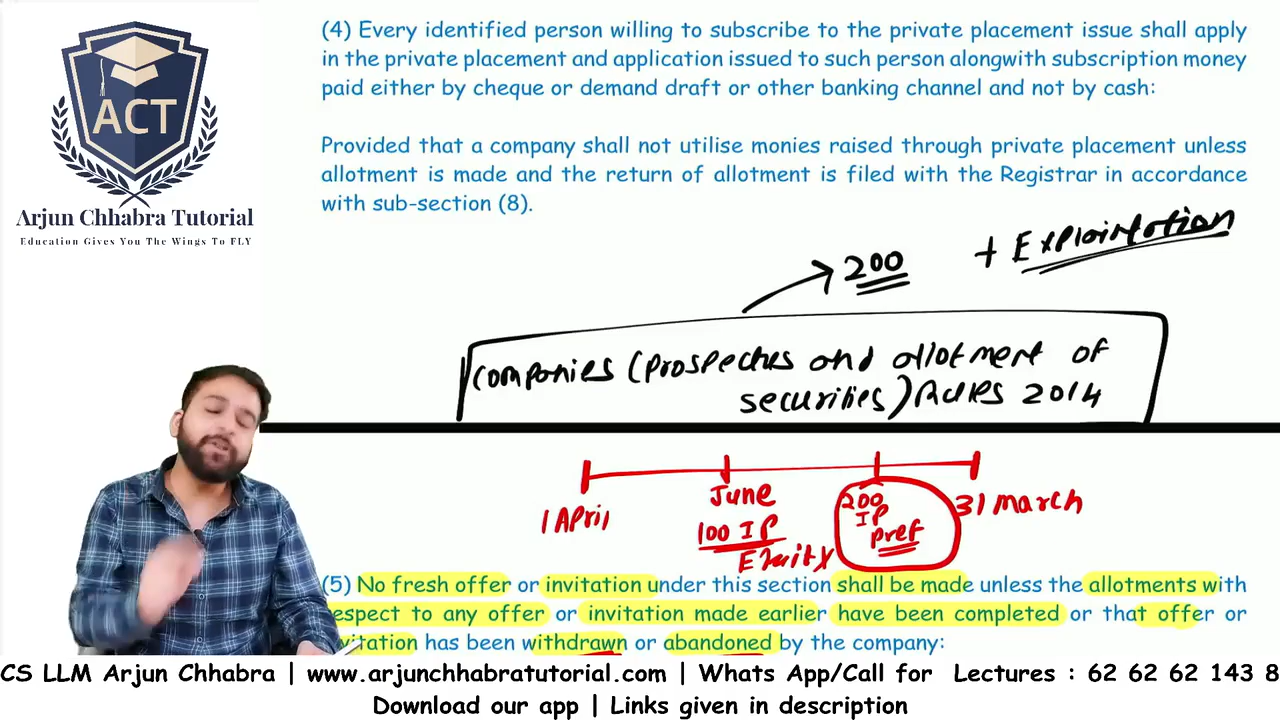 (4) Every identified person willing to subscribe to the private placement issue shall apply
in the private placement and application issued to such person alongwith subscription money
paid either by cheque or demand draft or other banking channel and not by cash:
Provided that a company shall not utilise monies raised through private placement unless
allotment is made and the return of allotment is filed with the Registrar in accordance
with sub-section (8).
ACT
Arjun Chhabra Tutorial
Education Gives You The Wings To FLY
200
+ Explaintation
Companies (prospectus and allotment of
securities) Rules 2014
1 April
June
100 IP
Equity
200
IP
pref
31 March
(5) No fresh offer or invitation under this section shall be made unless the allotments with
respect to any offer or invitation made earlier have been completed or that offer or
invitation has been withdrawn or abandoned by the company:
CS LLM Arjun Chhabra | www.arjunchhabratutorial.com | Whats App/Call for Lectures : 62 62 62 143 8
Download our app | Links given in description